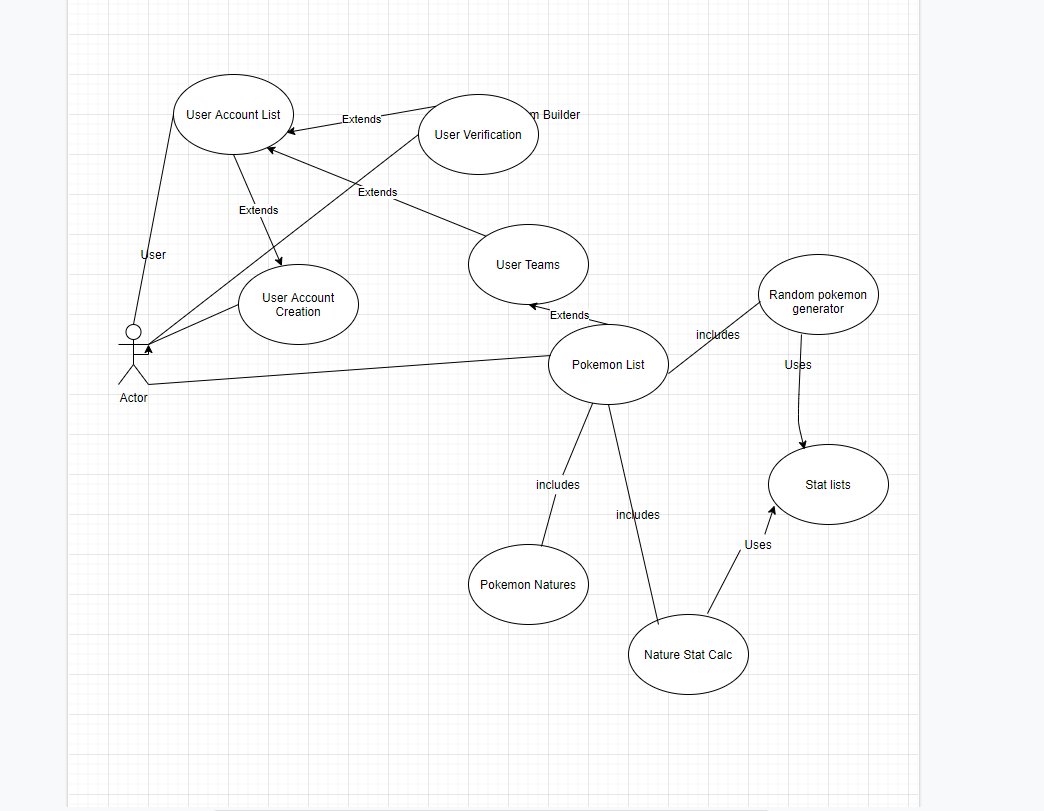 User Account List
Extends
User Verification
m Builder
Extends
Extends
User
User Teams
User Account
Creation
Random pokemon
generator
Extends
includes
Pokemon List
Uses
Actor
includes
Stat lists
includes
Uses
Pokemon Natures
Nature Stat Calc